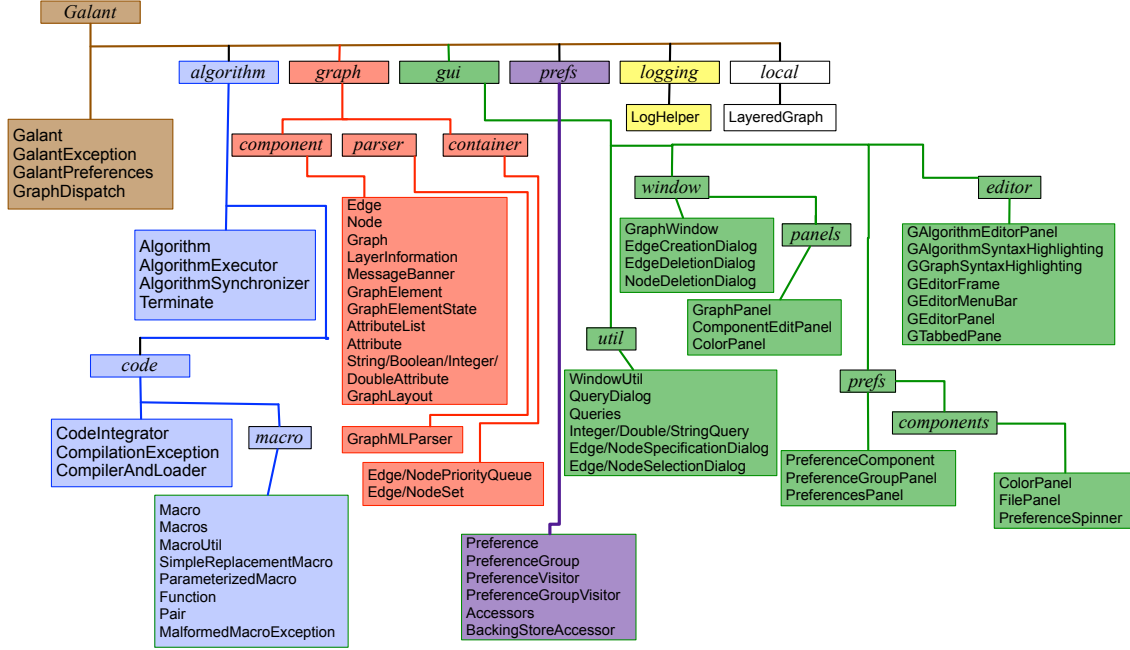 Galant
algorithm
graph
gui
prefs
logging
local
Galant
GalantException
GalantPreferences
GraphDispatch
LogHelper
LayeredGraph
component
parser
container
window
editor
panels
Edge
Node
Graph
LayerInformation
MessageBanner
GraphElement
GraphElementState
AttributeList
Attribute
String/Boolean/Integer/
DoubleAttribute
GraphLayout
GraphWindow
EdgeCreationDialog
EdgeDeletionDialog
NodeDeletionDialog
GAlgorithmEditorPanel
GAlgorithmSyntaxHighlighting
GGraphSyntaxHighlighting
GEditorFrame
GEditorMenuBar
GEditorPanel
GTabbedPane
Algorithm
AlgorithmExecutor
AlgorithmSynchronizer
Terminate
GraphPanel
ComponentEditPanel
ColorPanel
util
code
prefs
components
WindowUtil
QueryDialog
Queries
Integer/Double/StringQuery
Edge/NodeSpecificationDialog
Edge/NodeSelectionDialog
CodeIntegrator
CompilationException
CompilerAndLoader
macro
GraphMLParser
Edge/NodePriorityQueue
Edge/NodeSet
PreferenceComponent
PreferenceGroupPanel
PreferencesPanel
ColorPanel
FilePanel
PreferenceSpinner
Macro
Macros
MacroUtil
SimpleReplacementMacro
ParameterizedMacro
Function
Pair
MalformedMacroException
Preference
PreferenceGroup
PreferenceVisitor
PreferenceGroupVisitor
Accessors
BackingStoreAccessor